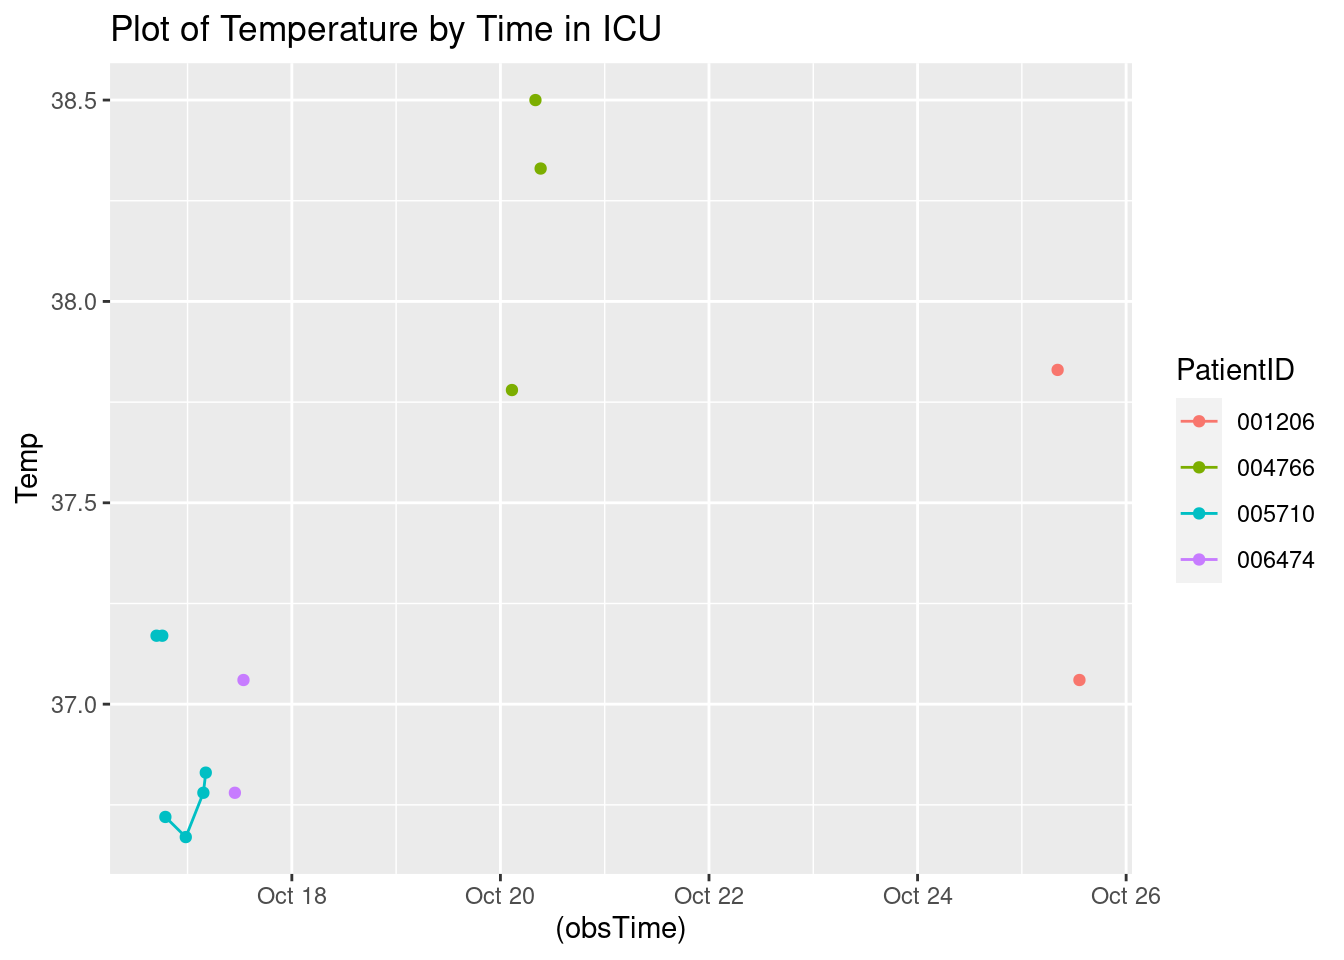 Plot of Temperature by Time in ICU
38.5
38.0
37.5
37.0
Temp
Oct 18 Oct 20 Oct 22 Oct 24 Oct 26
(obsTime)
PatientID
001206
004766
005710
006474